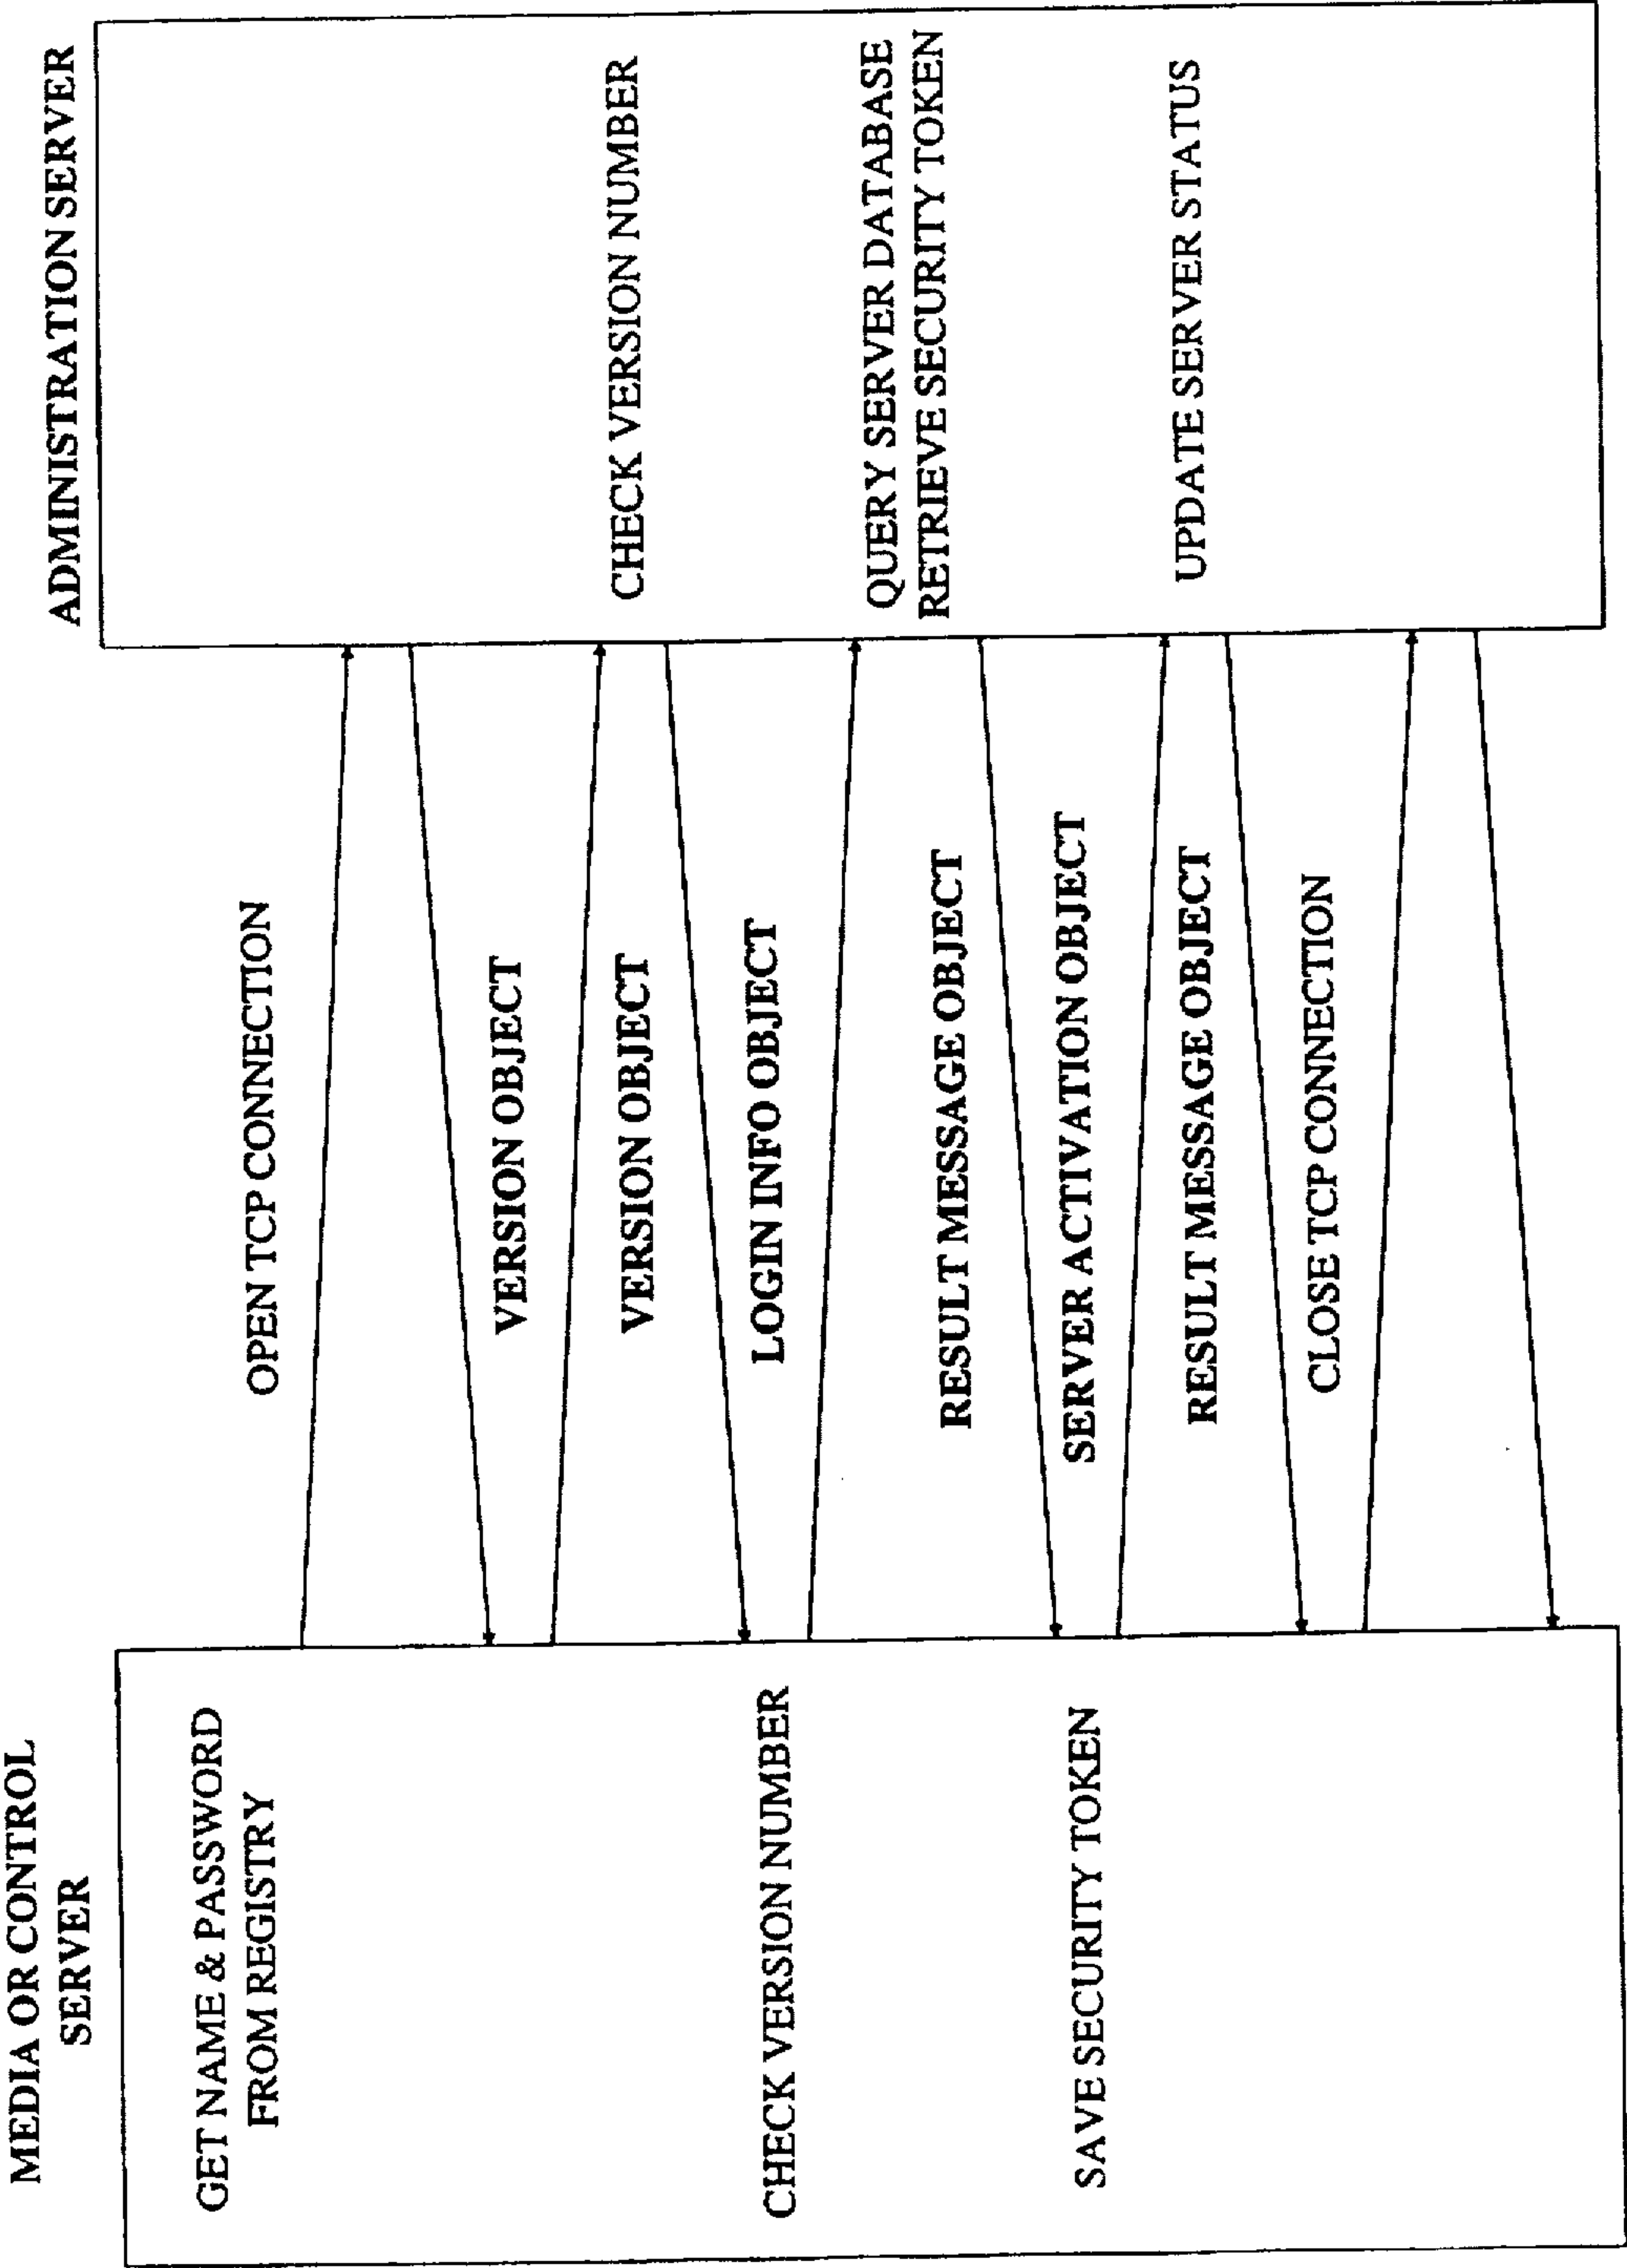 MEDIA OR CONTROL
SERVER
ADMINISTRATION SERVER
GET NAME & PASSWORD
FROM REGISTRY
OPEN TCP CONNECTION
VERSION OBJECT
VERSION OBJECT
CHECK VERSION NUMBER
LOGIN INFO OBJECT
CHECK VERSION NUMBER
QUERY SERVER DATABASE
RETRIEVE SECURITY TOKEN
RESULT MESSAGE OBJECT
SERVER ACTIVATION OBJECT
SAVE SECURITY TOKEN
UPDATE SERVER STATUS
RESULT MESSAGE OBJECT
CLOSE TCP CONNECTION